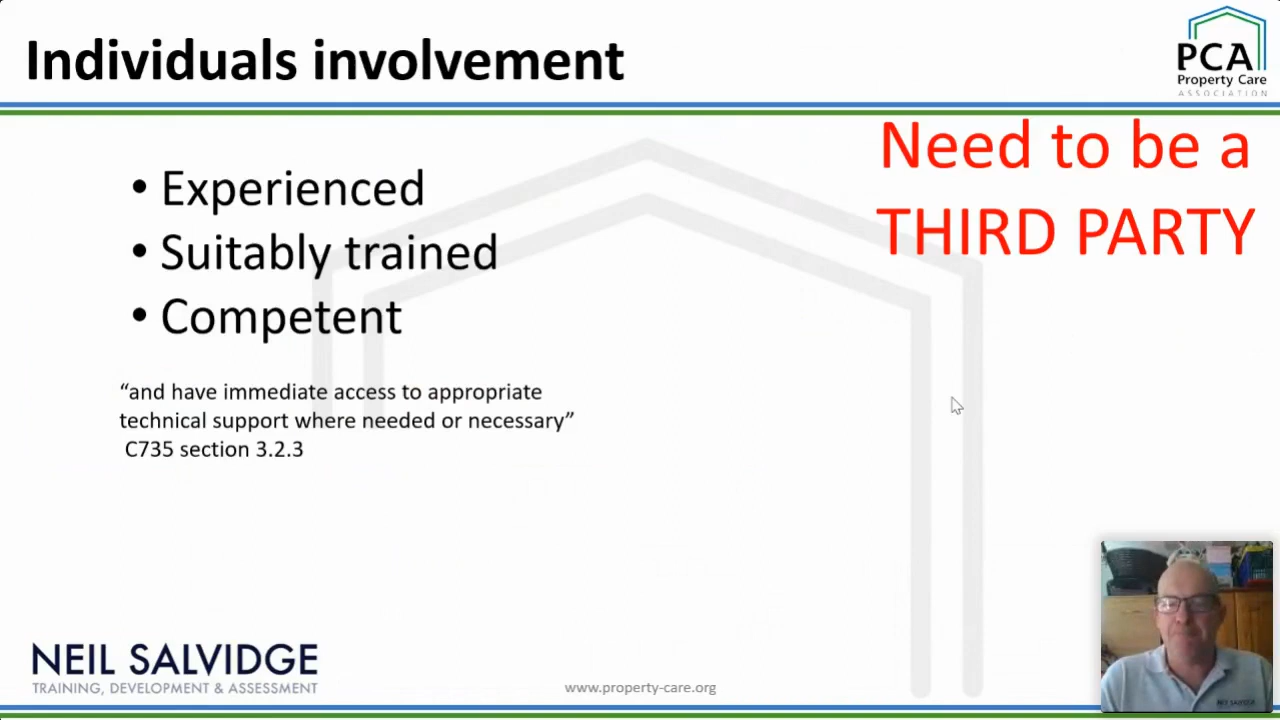 Individuals involvement
PCA
Property Care
ASSOCIATION
Need to be a
THIRD PARTY
• Experienced
• Suitably trained
• Competent
“and have immediate access to appropriate
technical support where needed or necessary”
C735 section 3.2.3
NEIL SALVIDGE
TRAINING, DEVELOPMENT & ASSESSMENT
www.property-care.org
NEIL SALVIDGE